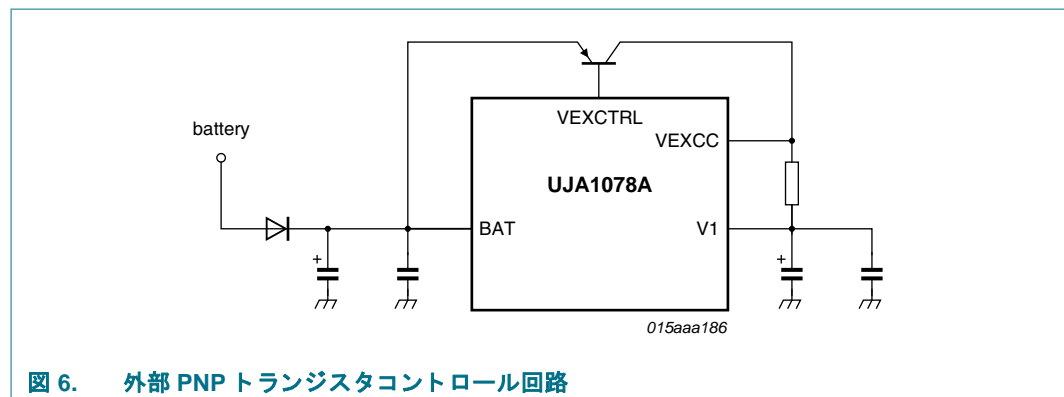 VEXCTRL
battery
VEXCC
UJA1078A
BAT
V1
+
+
015aaa186
図 6. 外部 PNP トランジスタコントロール回路